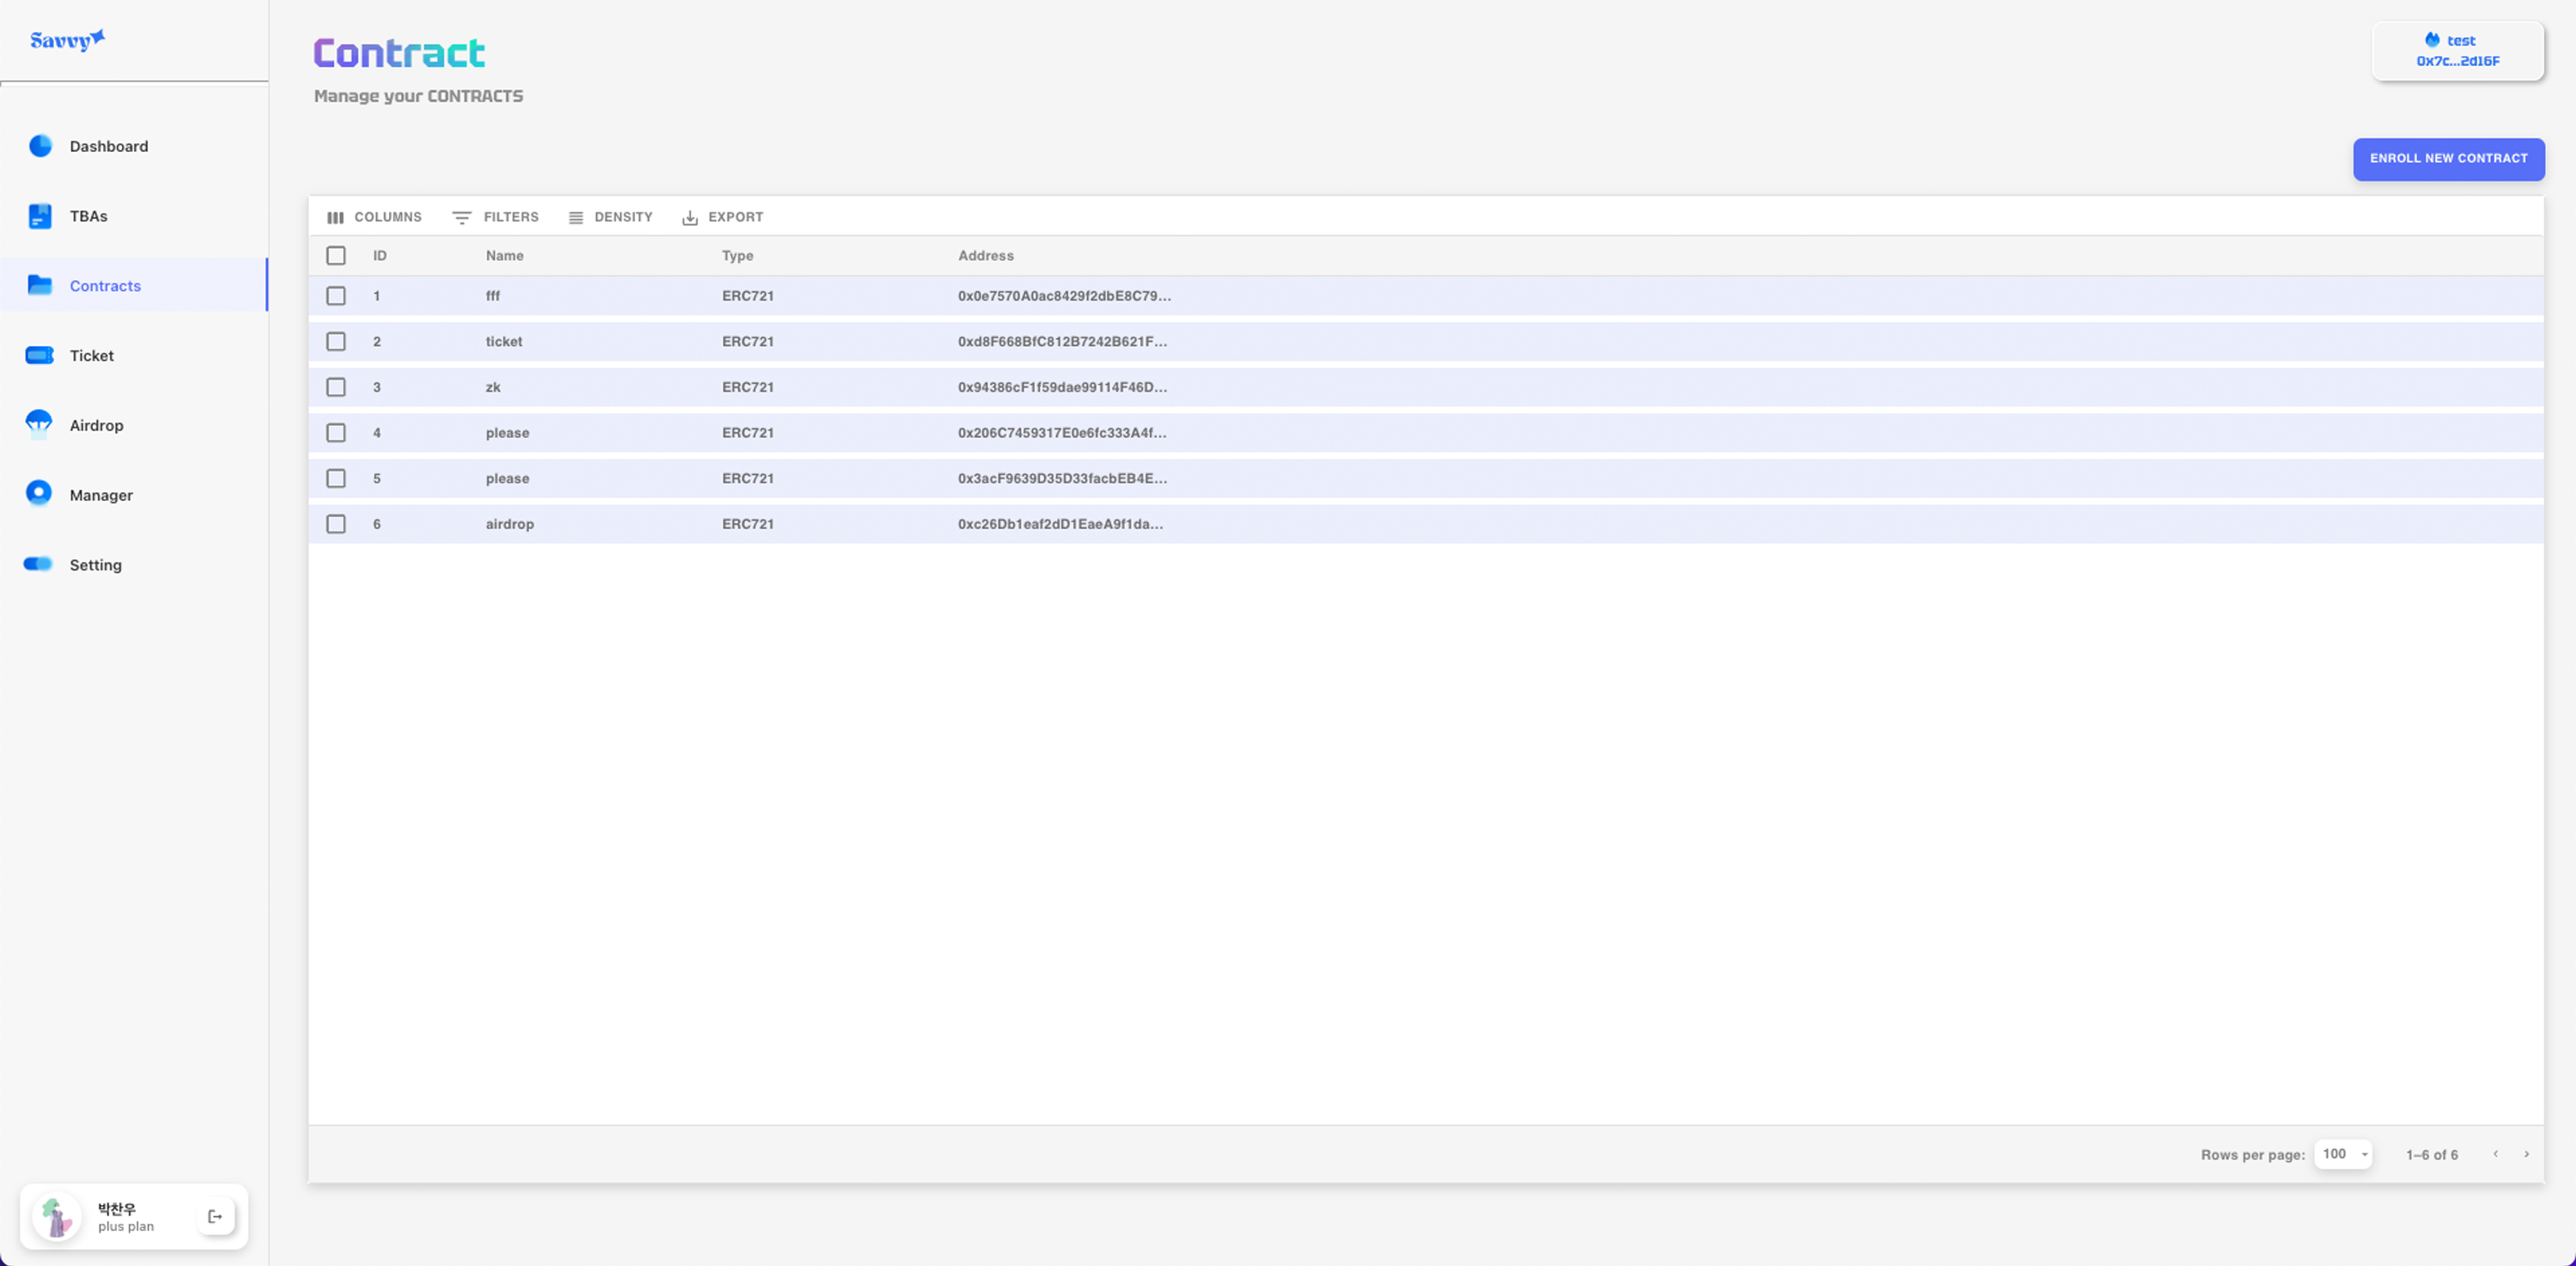 Savvy
Contract
Manage your CONTRACTS
test
0x7c...2d16F
Dashboard
TBAs
Contracts
Ticket
Airdrop
Manager
Setting
ENROLL NEW CONTRACT
COLUMNS FILTERS DENSITY EXPORT
ID Name Type Address
1 fff ERC721 0x0e7570A0ac8429f2dbE8C79...
2 ticket ERC721 0xd8F668BfC812B7242B621F...
3 zk ERC721 0x94386cF1f59dae99114F46D...
4 please ERC721 0x206C7459317E0e6fc333A4f...
5 please ERC721 0x3acF9639D35D33facbEB4E...
6 airdrop ERC721 0xc26Db1eaf2dD1EaeA9f1da...
Rows per page: 100 1–6 of 6
박찬우
plus plan